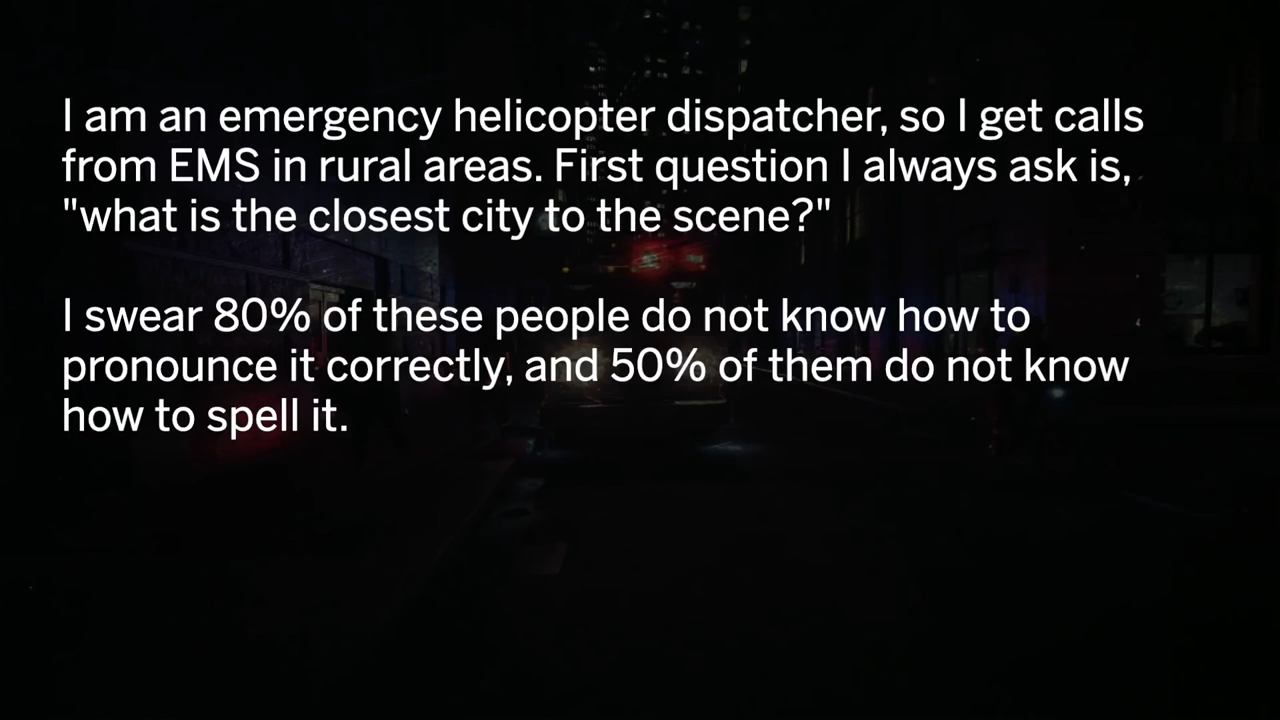 I am an emergency helicopter dispatcher, so I get calls
from EMS in rural areas. First question I always ask is,
"what is the closest city to the scene?"
I swear 80% of these people do not know how to
pronounce it correctly, and 50% of them do not know
how to spell it.